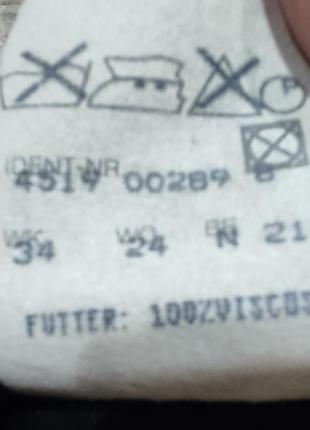 IDENT-NR
4519 00289 8
WK WO BE
34 24 N 21
FUTTER: 100%VISCOS